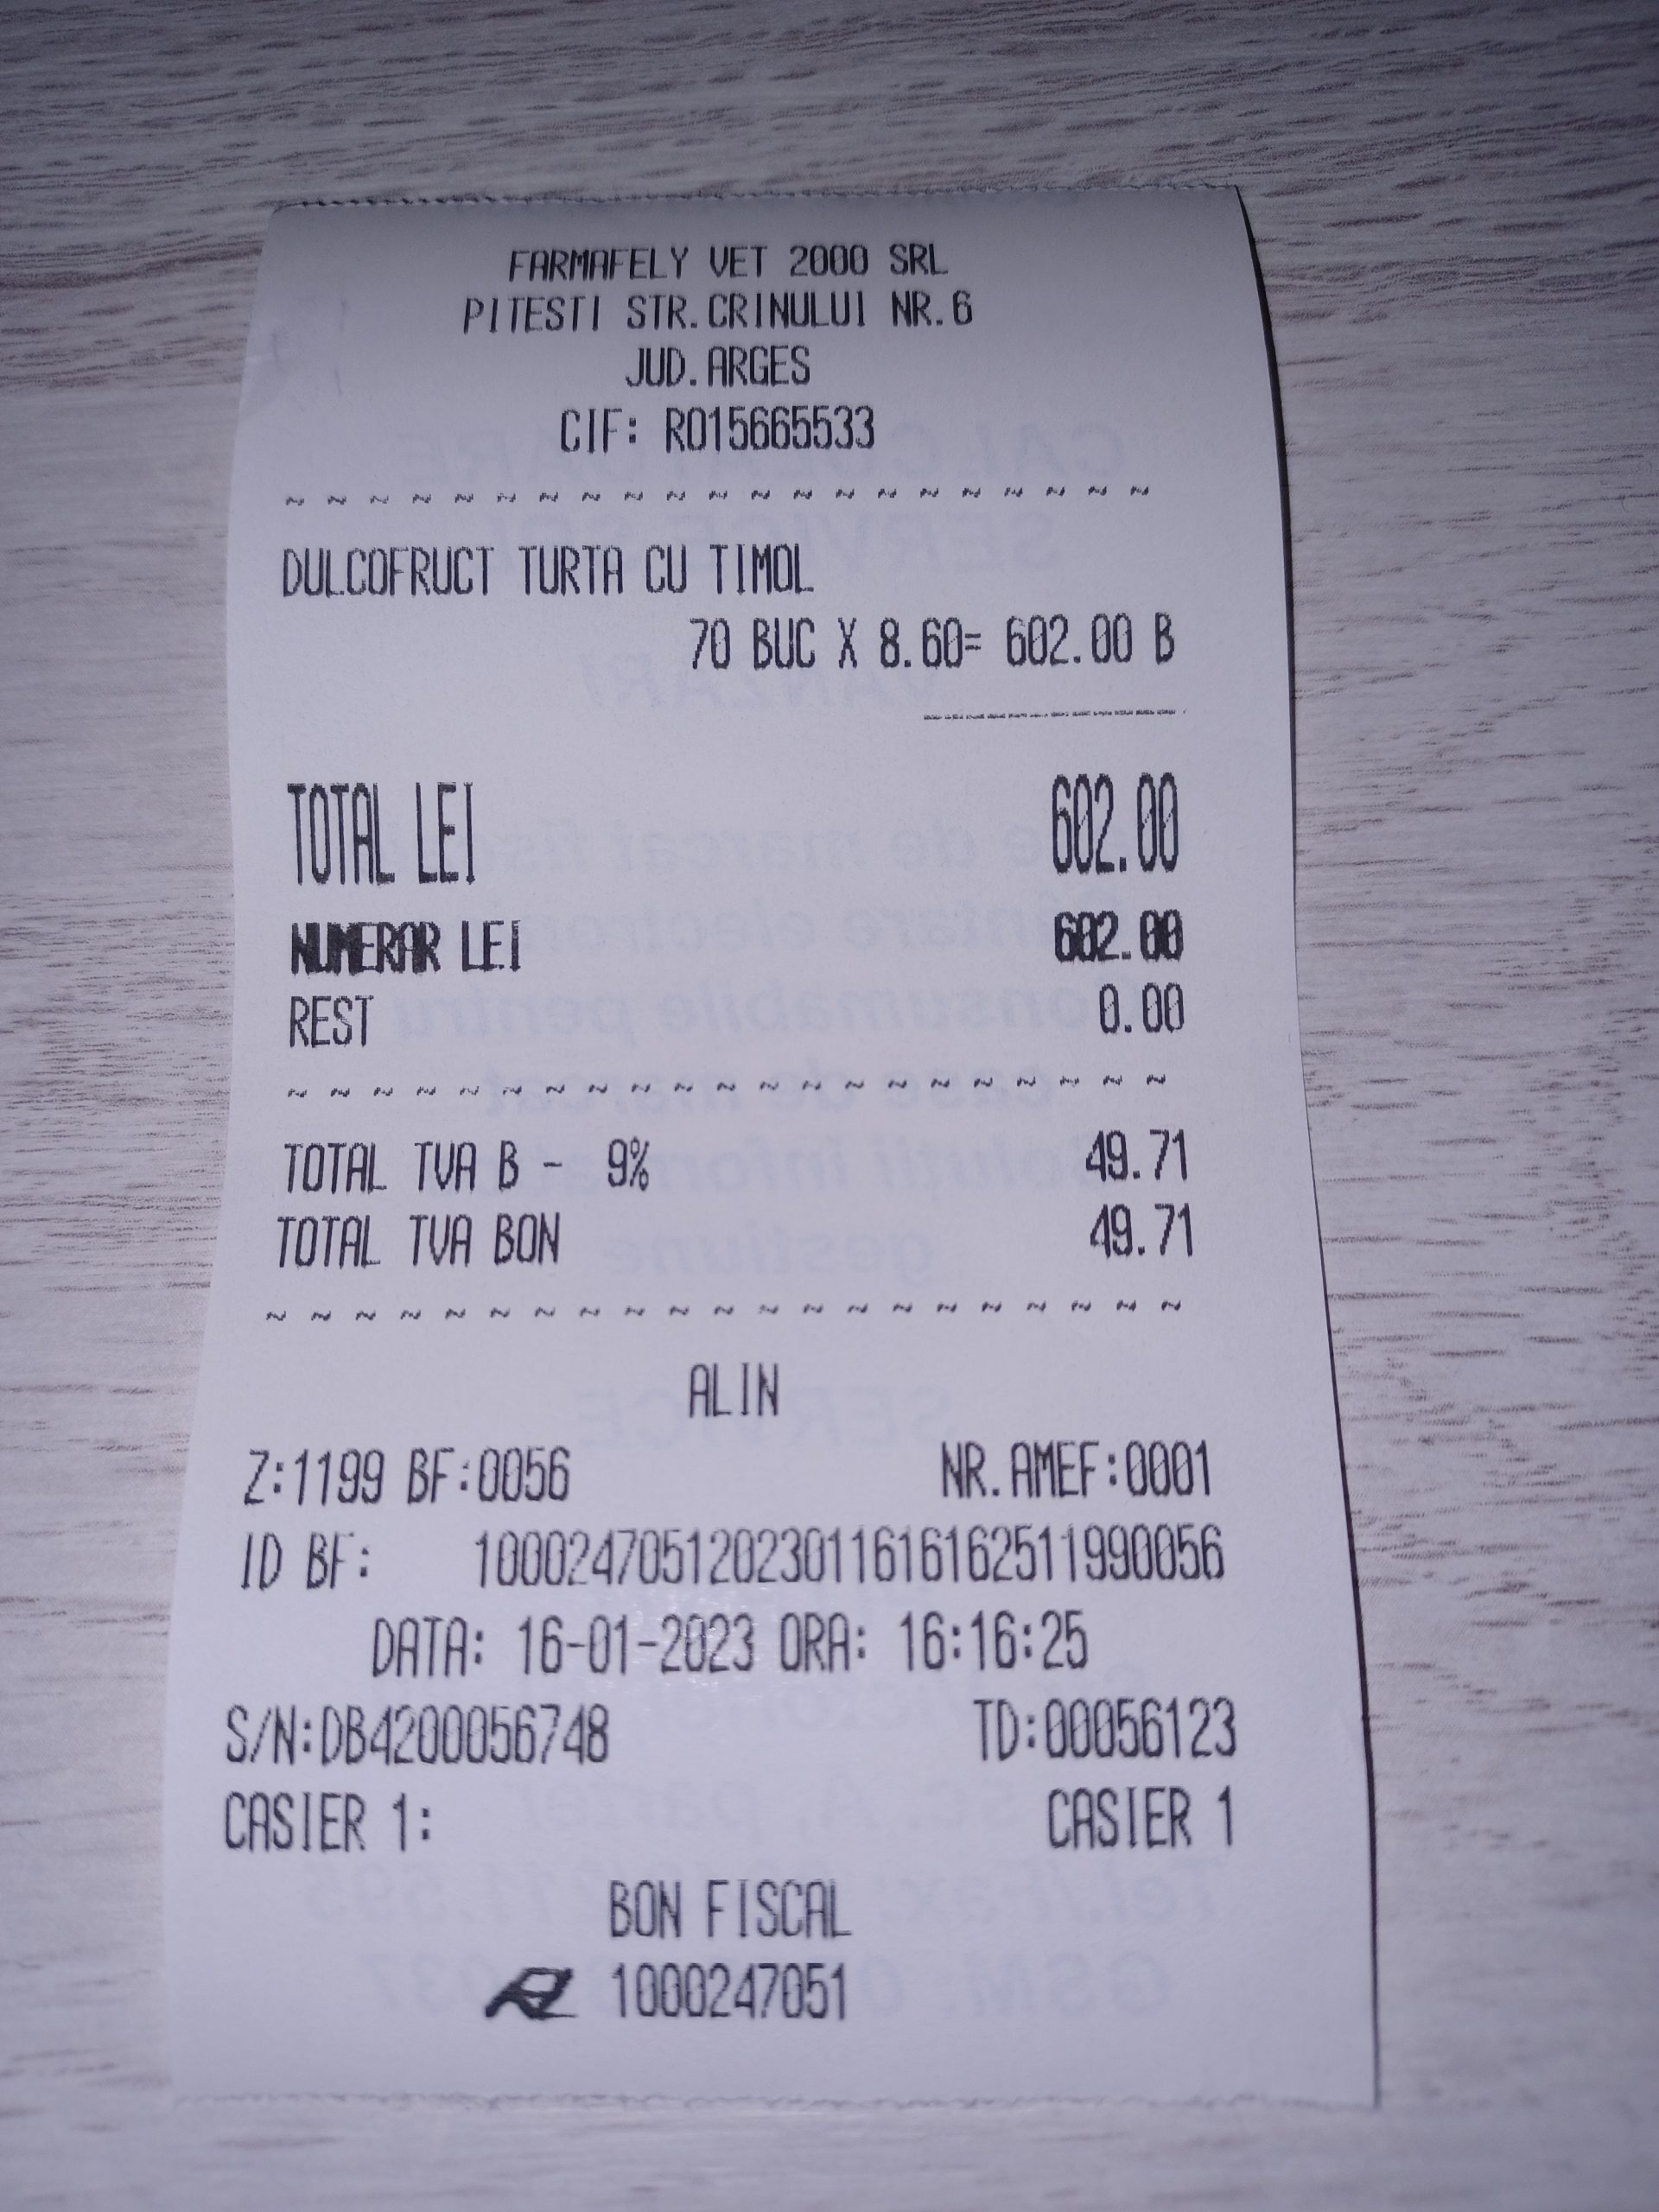 FARMAFELY VET 2000 SRL
PITESTI STR.CRINULUI NR.6
JUD.ARGES
CIF: RO15665533
~ ~ ~ ~ ~ ~ ~ ~ ~ ~ ~ ~ ~ ~ ~ ~ ~ ~ ~ ~ ~
DULCOFRUCT TURTA CU TIMOL
70 BUC X 8.60= 602.00 B
TOTAL LEI 602.00
NUMERAR LEI 602.00
REST 0.00
~ ~ ~ ~ ~ ~ ~ ~ ~ ~ ~ ~ ~ ~ ~ ~ ~ ~ ~ ~ ~
TOTAL TVA B - 9% 49.71
TOTAL TVA BON 49.71
~ ~ ~ ~ ~ ~ ~ ~ ~ ~ ~ ~ ~ ~ ~ ~ ~ ~ ~ ~ ~
ALIN
Z:1199 BF:0056 NR.AMEF:0001
ID BF: 10002470512023011616162511990056
DATA: 16-01-2023 ORA: 16:16:25
S/N:DB4200056748 TD:00056123
CASIER 1: CASIER 1
BON FISCAL
1000247051